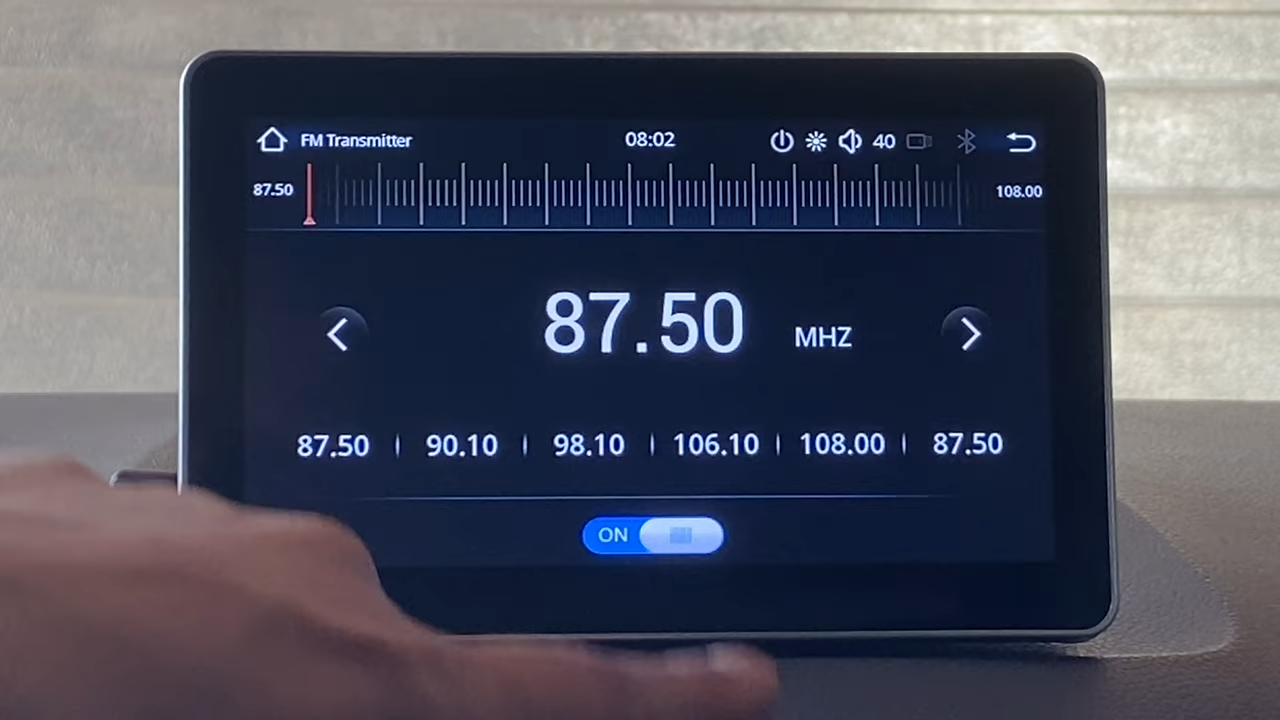 FM Transmitter 08:02 40
87.50 108.00
87.50 MHZ
87.50 | 90.10 | 98.10 | 106.10 | 108.00 | 87.50
ON